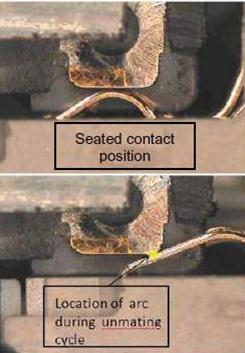 Seated contact
position
Location of arc
during unmating
cycle